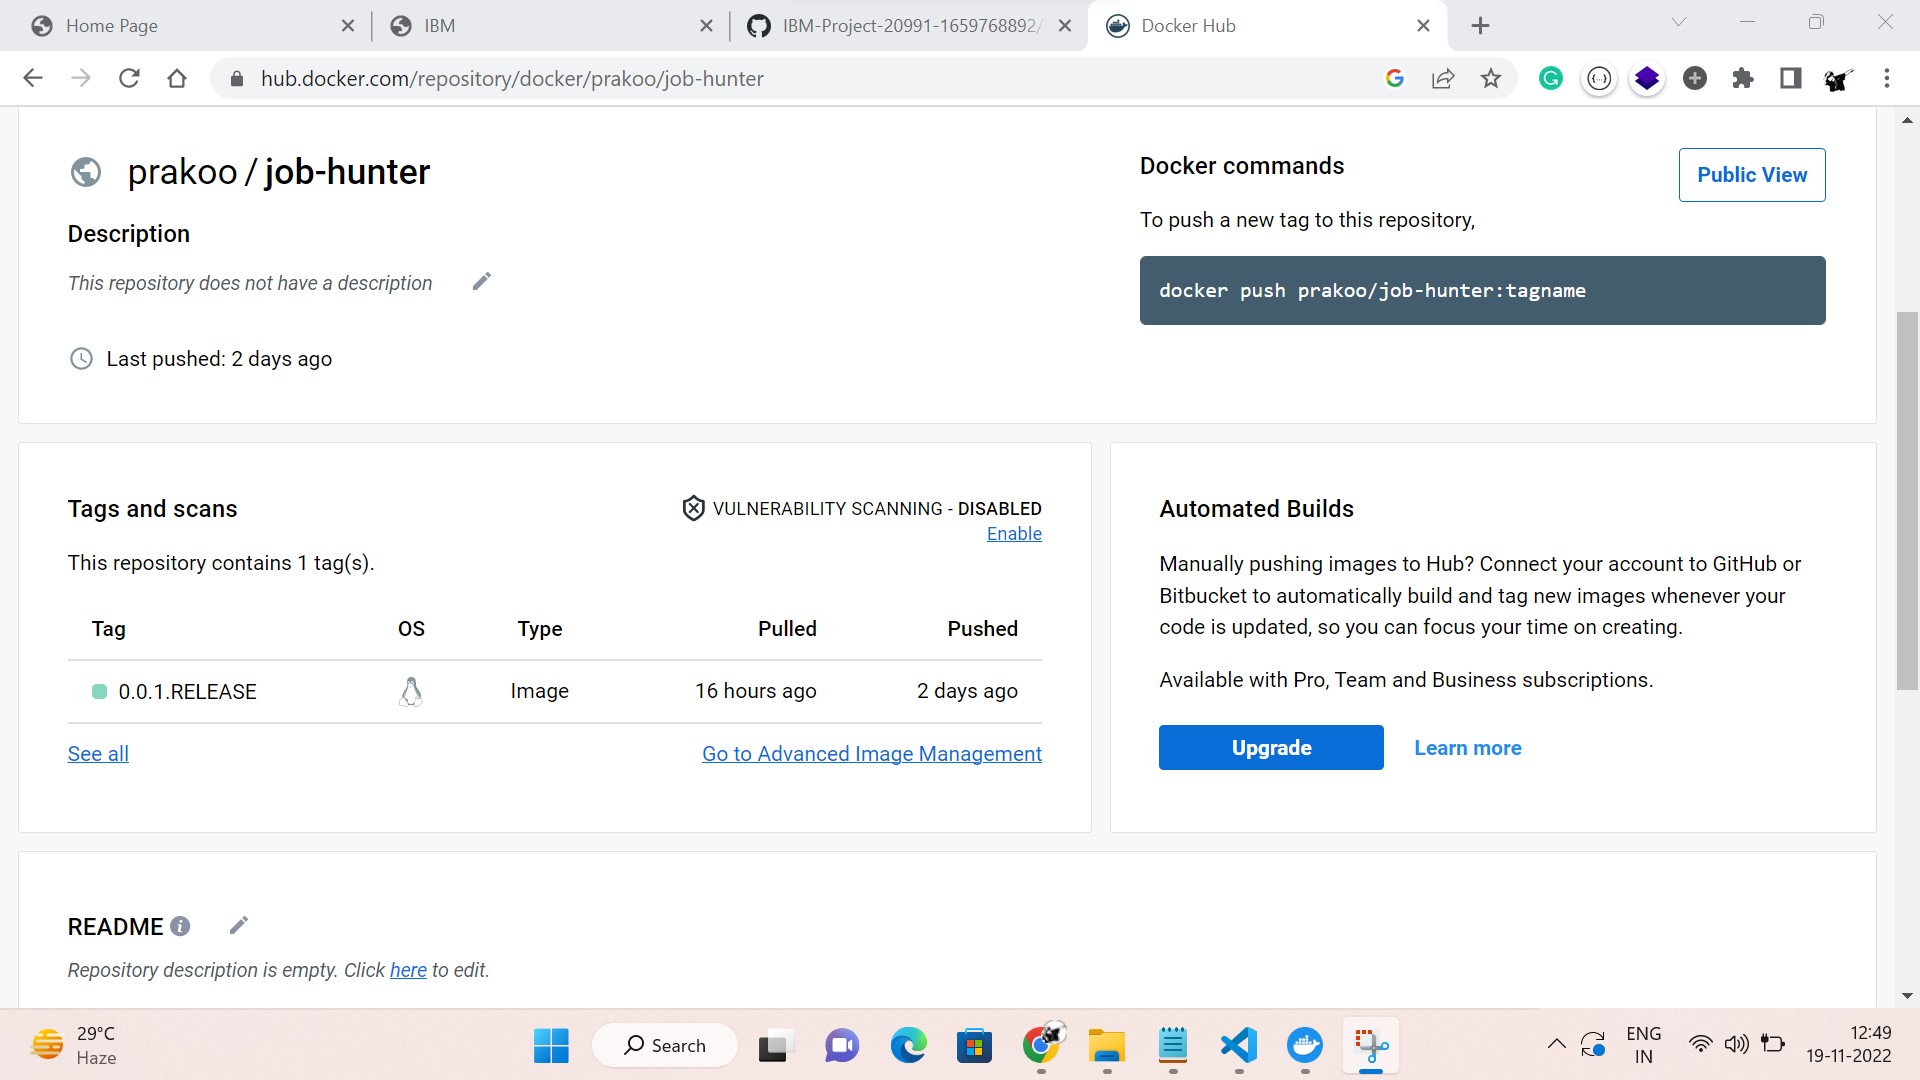 Home Page
IBM
IBM-Project-20991-1659768892/
Docker Hub
hub.docker.com/repository/docker/prakoo/job-hunter
prakoo / job-hunter
Docker commands
Public View
To push a new tag to this repository,
Description
This repository does not have a description
docker push prakoo/job-hunter:tagname
Last pushed: 2 days ago
Tags and scans
VULNERABILITY SCANNING - DISABLED
Enable
This repository contains 1 tag(s).
Tag OS Type Pulled Pushed
0.0.1.RELEASE Image 16 hours ago 2 days ago
See all
Go to Advanced Image Management
Automated Builds
Manually pushing images to Hub? Connect your account to GitHub or
Bitbucket to automatically build and tag new images whenever your
code is updated, so you can focus your time on creating.
Available with Pro, Team and Business subscriptions.
Upgrade
Learn more
README
Repository description is empty. Click here to edit.
29°C
Haze
Search
ENG
IN
12:49
19-11-2022